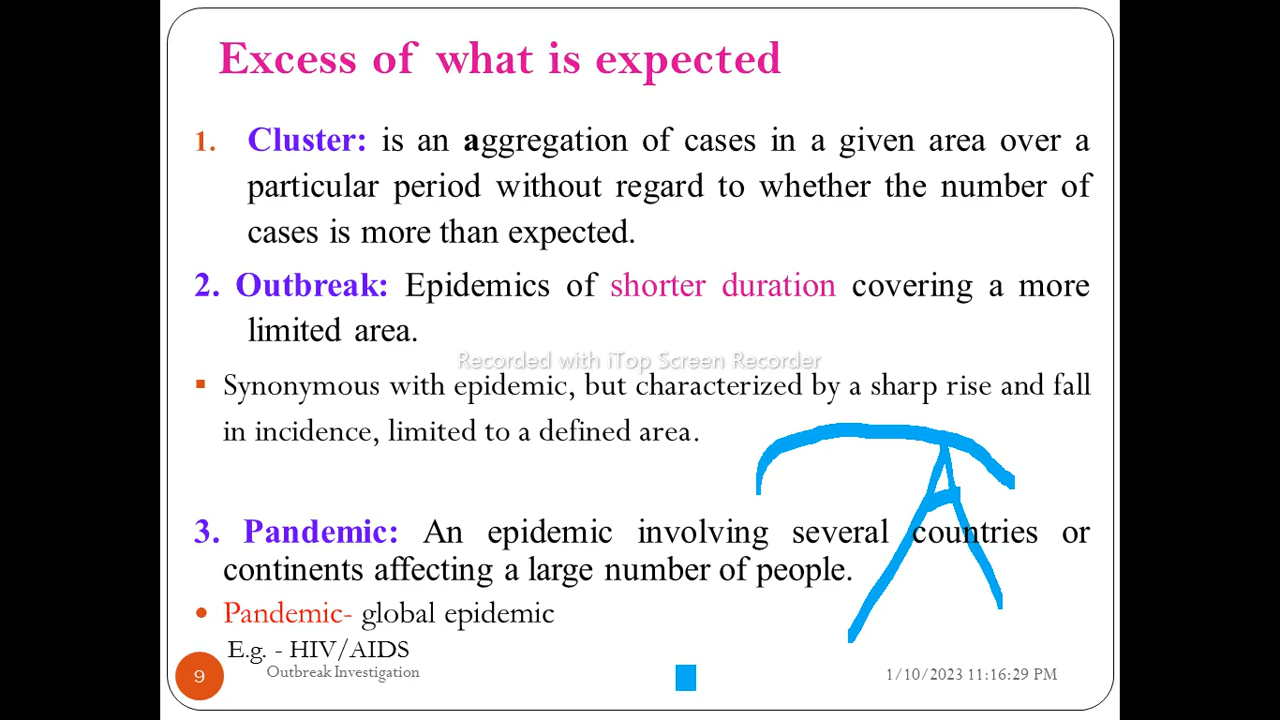 Excess of what is expected
1. Cluster: is an aggregation of cases in a given area over a
particular period without regard to whether the number of
cases is more than expected.
2. Outbreak: Epidemics of shorter duration covering a more
limited area.
Recorded with iTop Screen Recorder
▪ Synonymous with epidemic, but characterized by a sharp rise and fall
in incidence, limited to a defined area.
3. Pandemic: An epidemic involving several countries or
continents affecting a large number of people.
• Pandemic- global epidemic
E.g. - HIV/AIDS
9 Outbreak Investigation 1/10/2023 11:16:29 PM